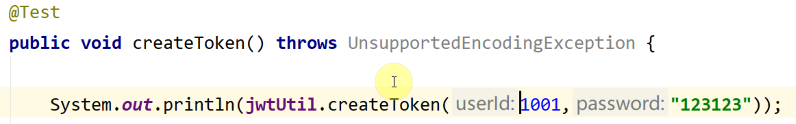 @Test
public void createToken() throws UnsupportedEncodingException {
System.out.println(jwtUtil.createToken( userId: 1001, password: "123123"));